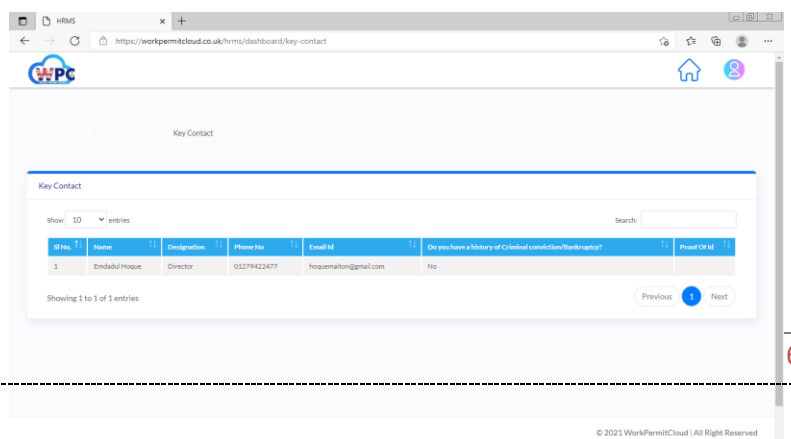 HRMS
https://workpermitcloud.co.uk/hrms/dashboard/key-contact
WPC
Key Contact
Key Contact
Show 10 entries
Search:
Sl No. Name Designation Phone No Email Id Do you have a history of Criminal conviction/Bankruptcy? Proof Of Id
1 Emdadul Hoque Director 01279422477 hoquemalton@gmail.com No
Showing 1 to 1 of 1 entries
Previous 1 Next
© 2021 WorkPermitCloud | All Right Reserved